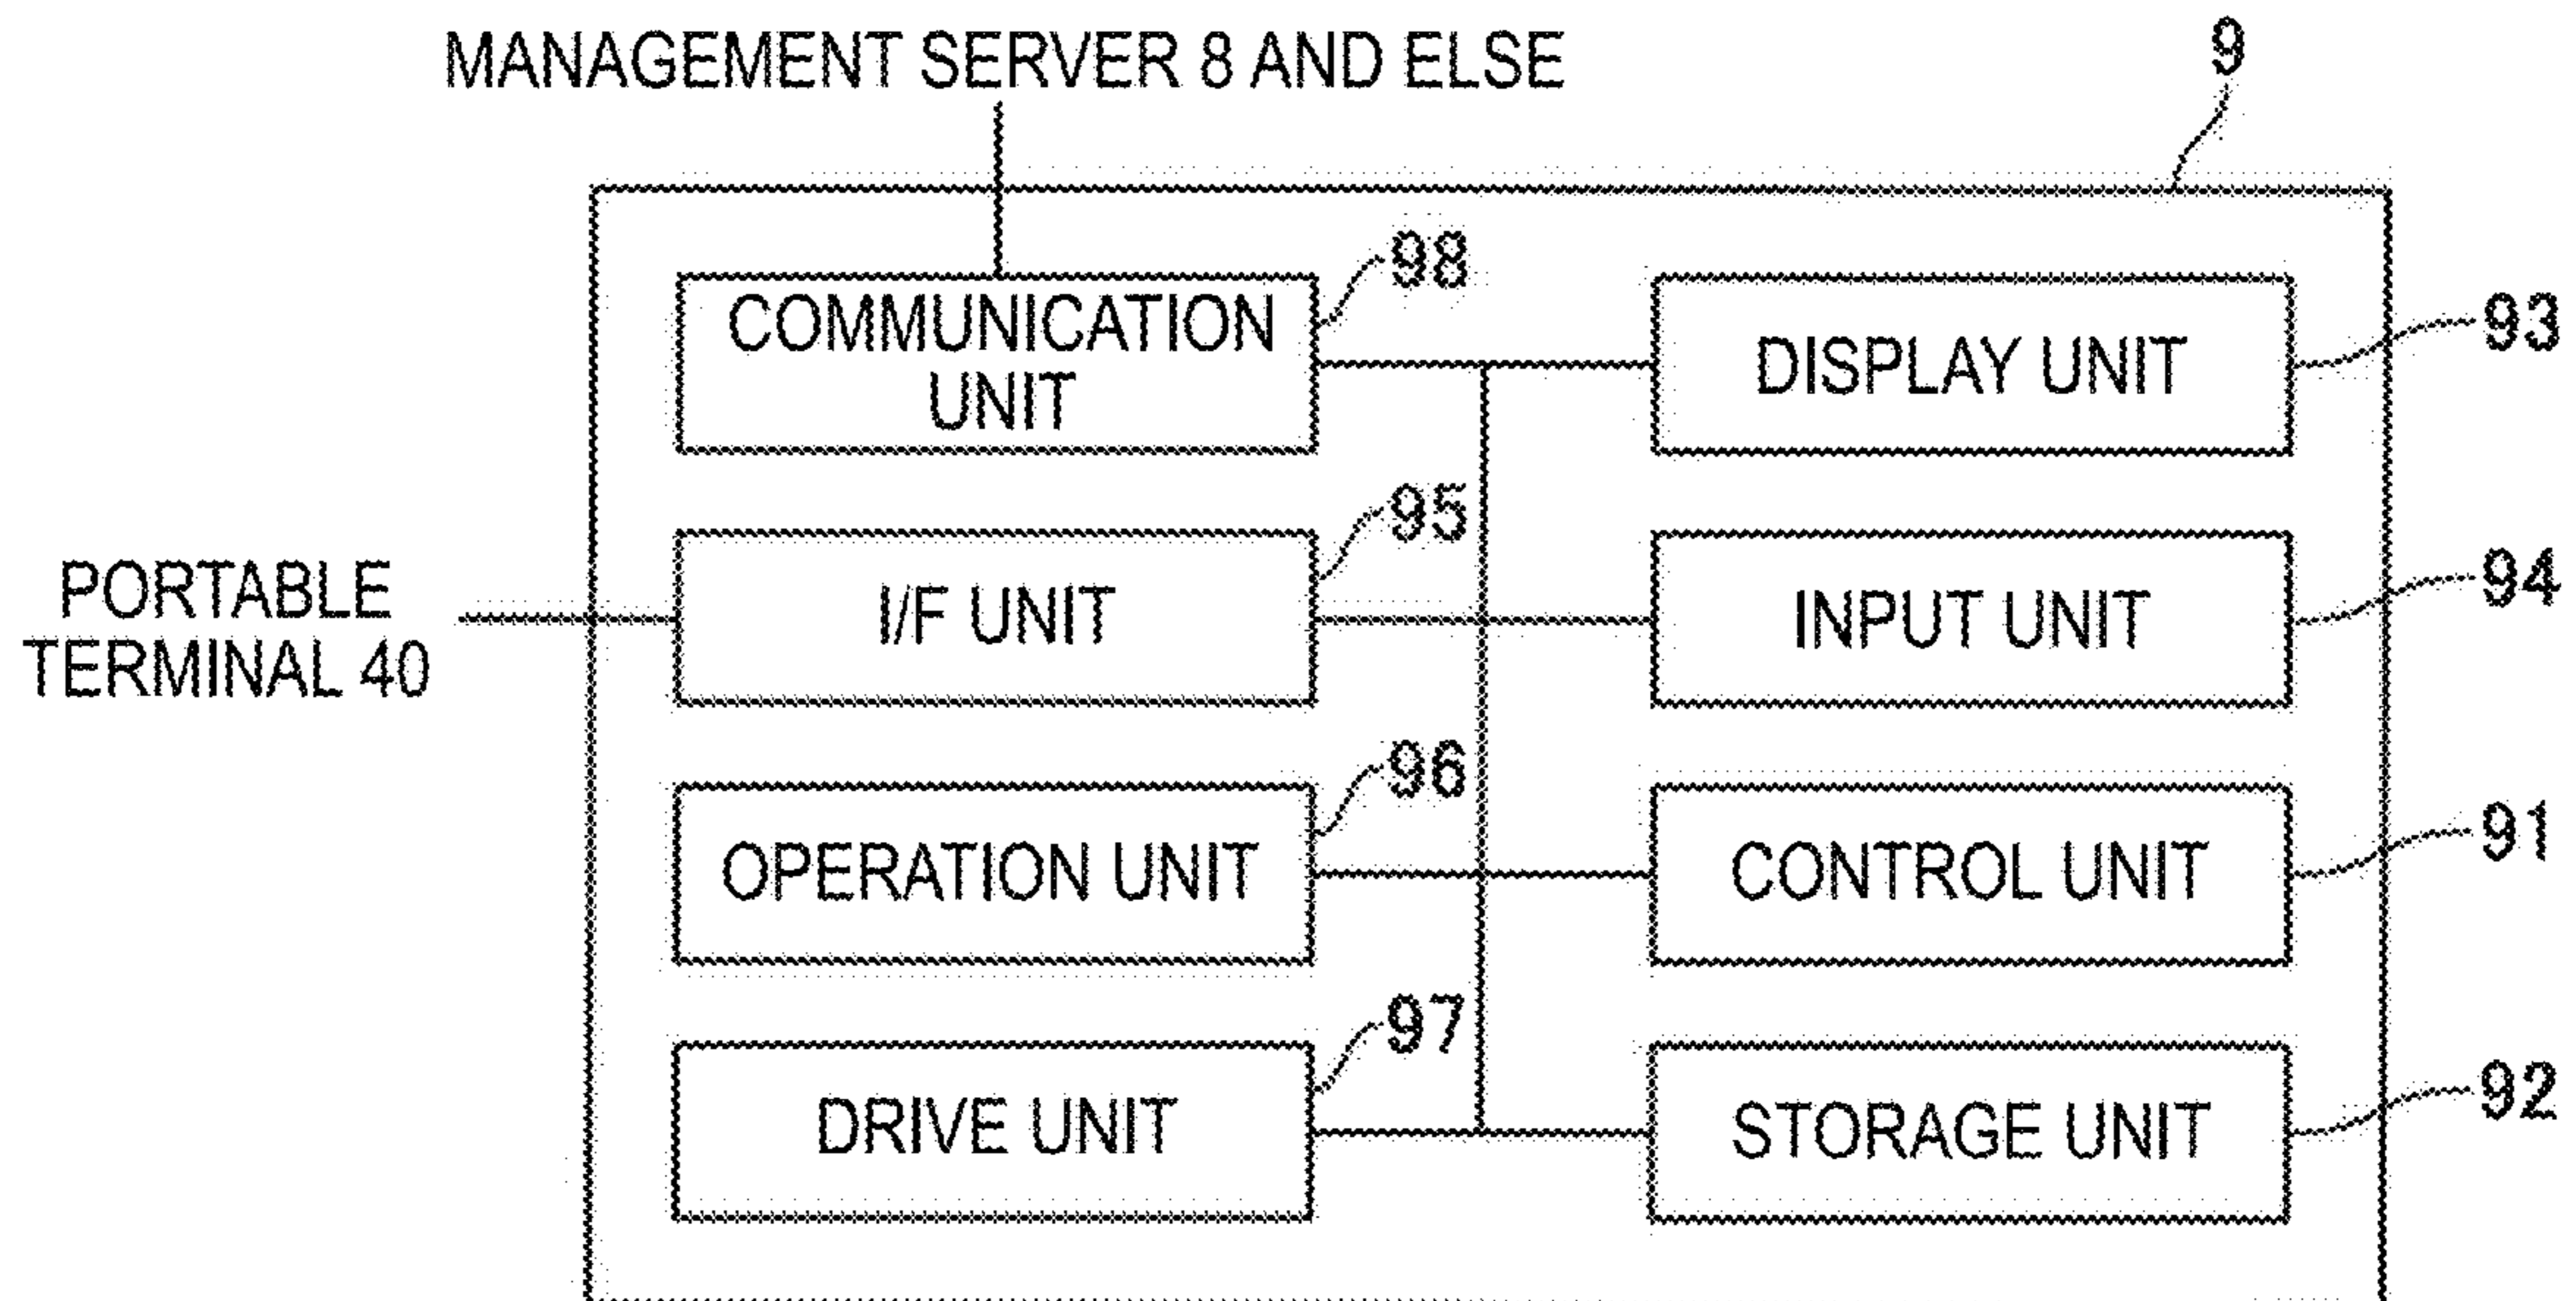 MANAGEMENT SERVER 8 AND ELSE
9
COMMUNICATION
UNIT
98
DISPLAY UNIT
93
PORTABLE
TERMINAL 40
I/F UNIT
95
INPUT UNIT
94
OPERATION UNIT
96
CONTROL UNIT
91
DRIVE UNIT
97
STORAGE UNIT
92